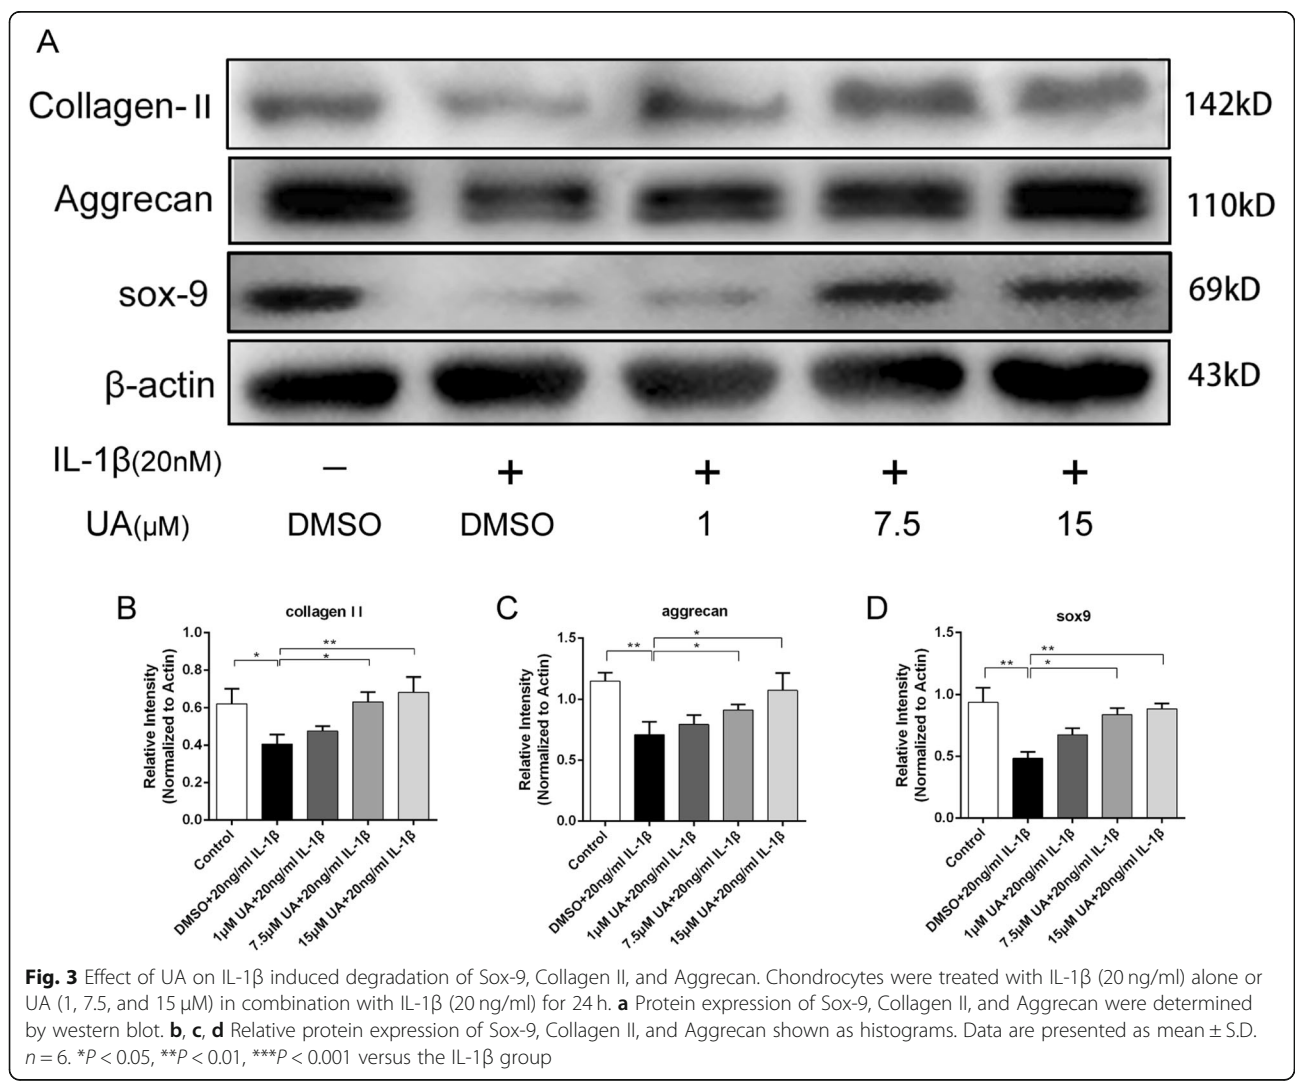 A
Collagen-II 142kD
Aggrecan 110kD
sox-9 69kD
β-actin 43kD
IL-1β(20nM) – + + + +
UA(μM) DMSO DMSO 1 7.5 15
B
collagen II
Relative Intensity
(Normalized to Actin)
1.0
0.8
0.6
0.4
0.2
0.0
* * **
Control
DMSO+20ng/ml IL-1β
1μM UA+20ng/ml IL-1β
7.5μM UA+20ng/ml IL-1β
15μM UA+20ng/ml IL-1β
C
aggrecan
Relative Intensity
(Normalized to Actin)
1.5
1.0
0.5
0.0
** * *
Control
DMSO+20ng/ml IL-1β
1μM UA+20ng/ml IL-1β
7.5μM UA+20ng/ml IL-1β
15μM UA+20ng/ml IL-1β
D
sox9
Relative Intensity
(Normalized to Actin)
1.5
1.0
0.5
0.0
** * **
Control
DMSO+20ng/ml IL-1β
1μM UA+20ng/ml IL-1β
7.5μM UA+20ng/ml IL-1β
15μM UA+20ng/ml IL-1β
Fig. 3 Effect of UA on IL-1β induced degradation of Sox-9, Collagen II, and Aggrecan. Chondrocytes were treated with IL-1β (20 ng/ml) alone or
UA (1, 7.5, and 15 μM) in combination with IL-1β (20 ng/ml) for 24 h. a Protein expression of Sox-9, Collagen II, and Aggrecan were determined
by western blot. b, c, d Relative protein expression of Sox-9, Collagen II, and Aggrecan shown as histograms. Data are presented as mean ± S.D.
n = 6. *P < 0.05, **P < 0.01, ***P < 0.001 versus the IL-1β group